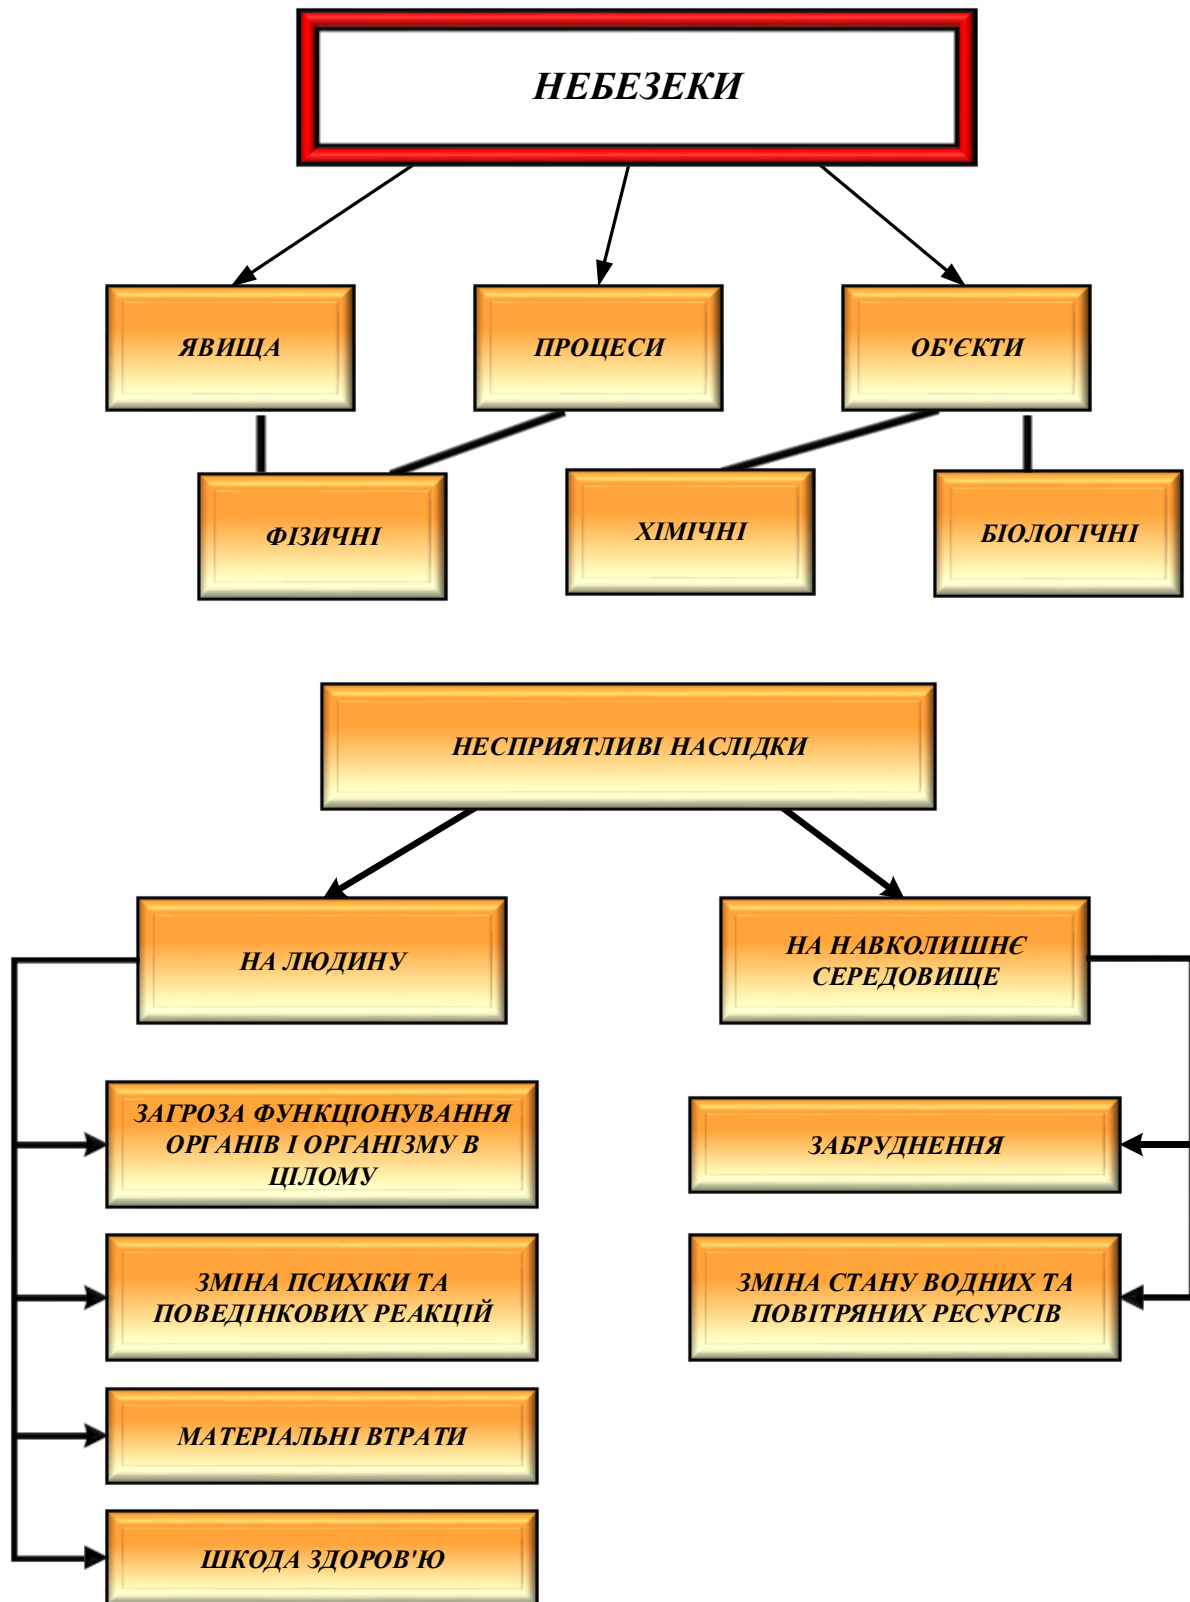 НЕБЕЗЕКИ
ЯВИЩА
ПРОЦЕСИ
ОБ'ЄКТИ
ФІЗИЧНІ
ХІМІЧНІ
БІОЛОГІЧНІ
НЕСПРИЯТЛИВІ НАСЛІДКИ
НА ЛЮДИНУ
НА НАВКОЛИШНЄ
СЕРЕДОВИЩЕ
ЗАГРОЗА ФУНКЦІОНУВАННЯ
ОРГАНІВ І ОРГАНІЗМУ В
ЦІЛОМУ
ЗМІНА ПСИХІКИ ТА
ПОВЕДІНКОВИХ РЕАКЦІЙ
МАТЕРІАЛЬНІ ВТРАТИ
ШКОДА ЗДОРОВ'Ю
ЗАБРУДНЕННЯ
ЗМІНА СТАНУ ВОДНИХ ТА
ПОВІТРЯНИХ РЕСУРСІВ